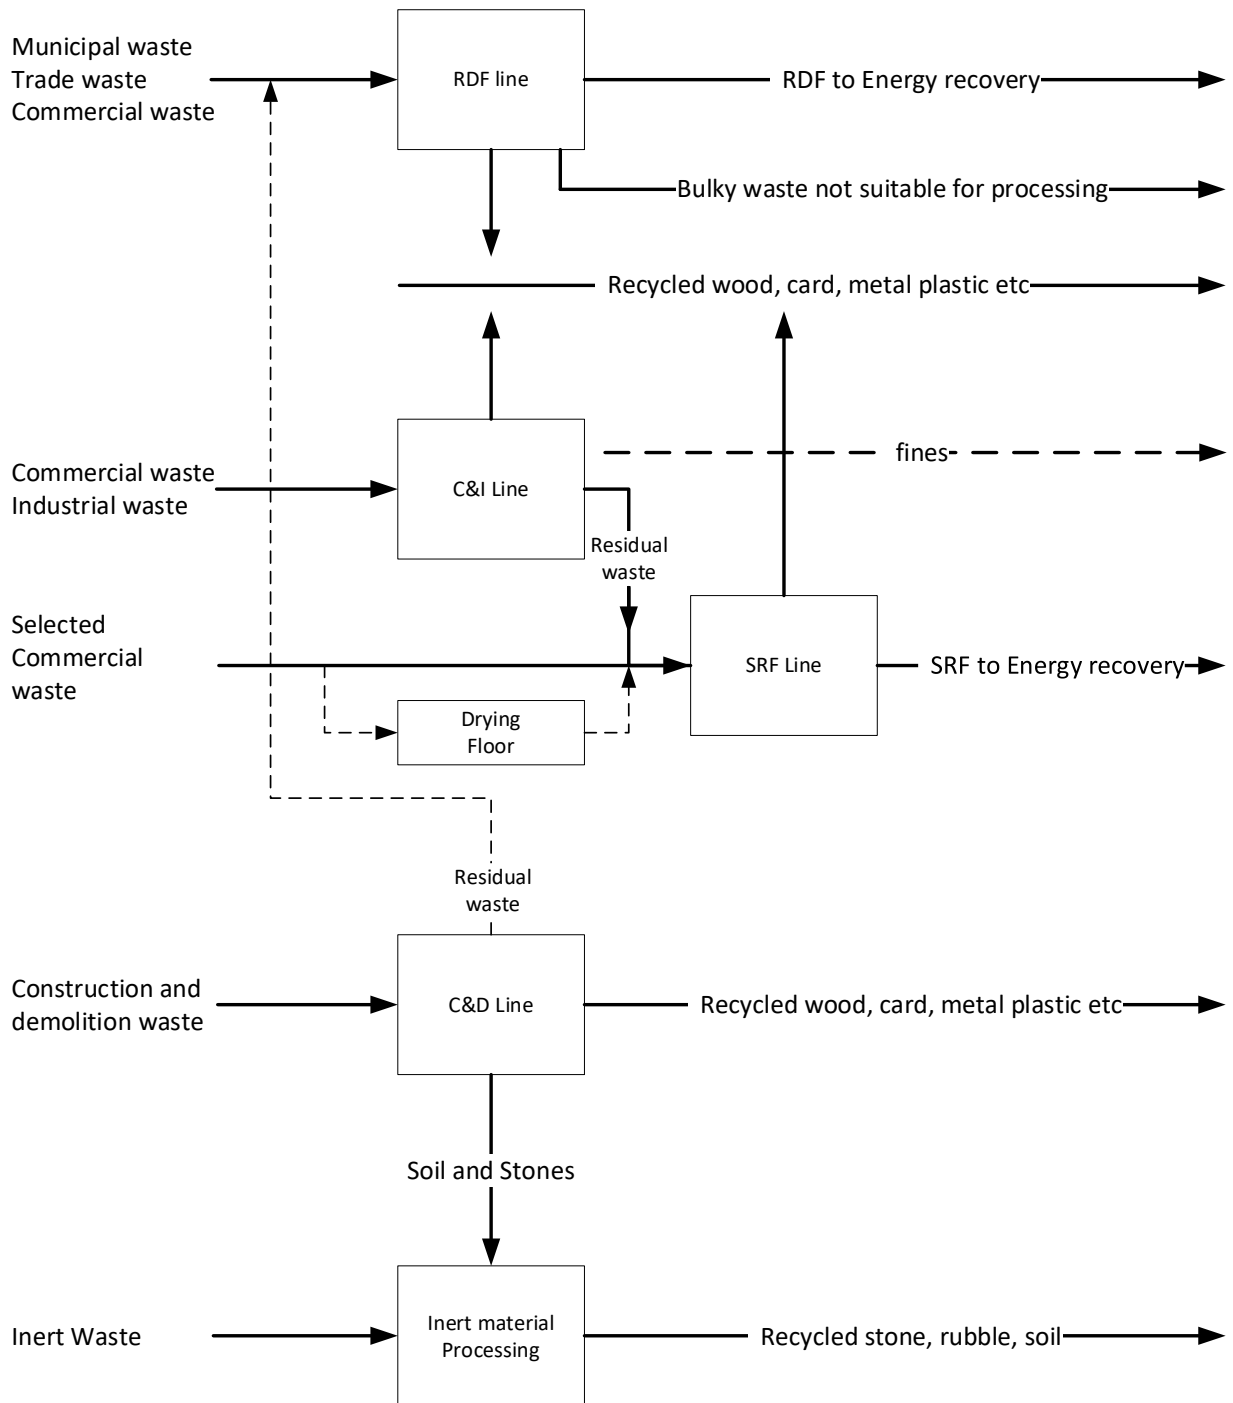 Municipal waste
Trade waste
Commercial waste
RDF line
RDF to Energy recovery
Bulky waste not suitable for processing
Recycled wood, card, metal plastic etc
fines
Commercial waste
Industrial waste
C&I Line
Residual
waste
Selected
Commercial
waste
SRF Line
SRF to Energy recovery
Drying
Floor
Residual
waste
Construction and
demolition waste
C&D Line
Recycled wood, card, metal plastic etc
Soil and Stones
Inert Waste
Inert material
Processing
Recycled stone, rubble, soil